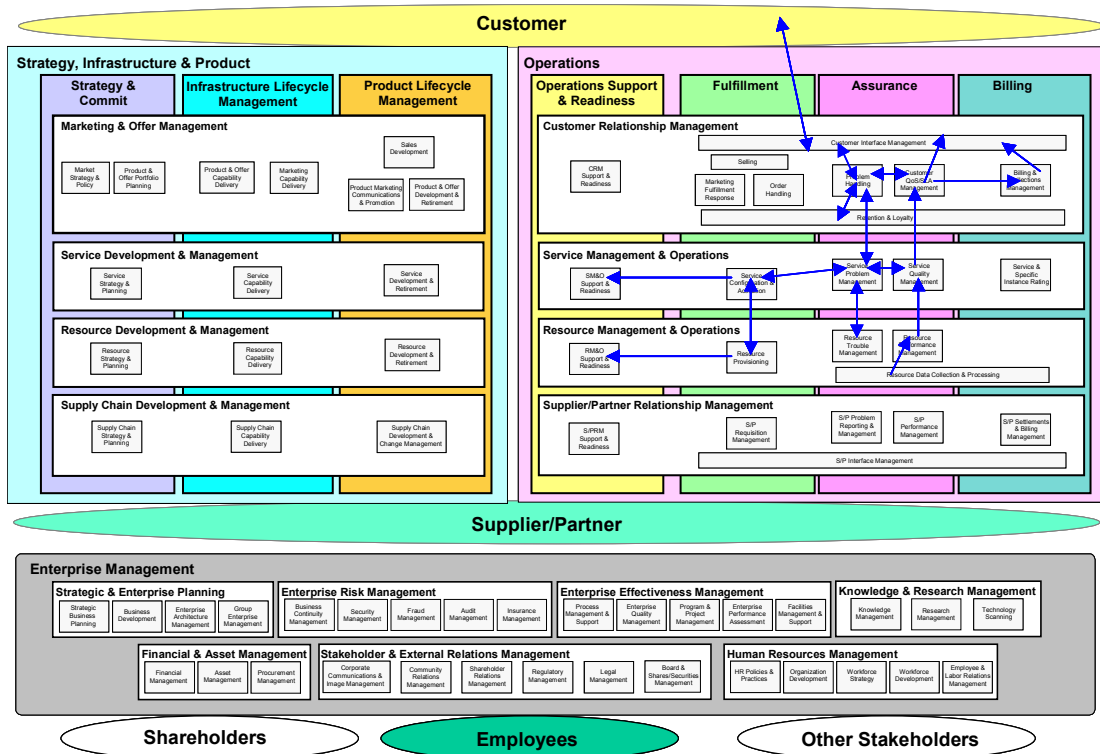 Customer
Strategy, Infrastructure & Product
Strategy &
Commit
Infrastructure Lifecycle
Management
Product Lifecycle
Management
Marketing & Offer Management
Market
Strategy &
Policy
Product &
Offer Portfolio
Planning
Product & Offer
Capability
Delivery
Marketing
Capability
Delivery
Sales
Development
Product Marketing
Communications
& Promotion
Product & Offer
Development &
Retirement
Service Development & Management
Service
Strategy &
Planning
Service
Capability
Delivery
Service
Development &
Retirement
Resource Development & Management
Resource
Strategy &
Planning
Resource
Capability
Delivery
Resource
Development &
Retirement
Supply Chain Development & Management
Supply Chain
Strategy &
Planning
Supply Chain
Capability
Delivery
Supply Chain
Development &
Change Management
Operations
Operations Support
& Readiness
Fulfillment
Assurance
Billing
Customer Relationship Management
Customer Interface Management
CRM
Support &
Readiness
Selling
Marketing
Fulfillment
Response
Order
Handling
Problem
Handling
Customer
QoS/SLA
Management
Billing &
Collections
Management
Retention & Loyalty
Service Management & Operations
SM&O
Support &
Readiness
Service
Configuration &
Activation
Service
Problem
Management
Service
Quality
Management
Service &
Specific
Instance Rating
Resource Management & Operations
RM&O
Support &
Readiness
Resource
Provisioning
Resource
Trouble
Management
Resource
Performance
Management
Resource Data Collection & Processing
Supplier/Partner Relationship Management
S/PRM
Support &
Readiness
S/P
Requisition
Management
S/P Problem
Reporting &
Management
S/P
Performance
Management
S/P Settlements
& Billing
Management
S/P Interface Management
Supplier/Partner
Enterprise Management
Strategic & Enterprise Planning
Strategic
Business
Planning
Business
Development
Enterprise
Architecture
Management
Group
Enterprise
Management
Enterprise Risk Management
Business
Continuity
Management
Security
Management
Fraud
Management
Audit
Management
Insurance
Management
Enterprise Effectiveness Management
Process
Management &
Support
Enterprise
Quality
Management
Program &
Project
Management
Enterprise
Performance
Assessment
Facilities
Management &
Support
Knowledge & Research Management
Knowledge
Management
Research
Management
Technology
Scanning
Financial & Asset Management
Financial
Management
Asset
Management
Procurement
Management
Stakeholder & External Relations Management
Corporate
Communications &
Image Management
Community
Relations
Management
Shareholder
Relations
Management
Regulatory
Management
Legal
Management
Board &
Shares/Securities
Management
Human Resources Management
HR Policies &
Practices
Organization
Development
Workforce
Strategy
Workforce
Development
Employee &
Labor Relations
Management
Shareholders
Employees
Other Stakeholders